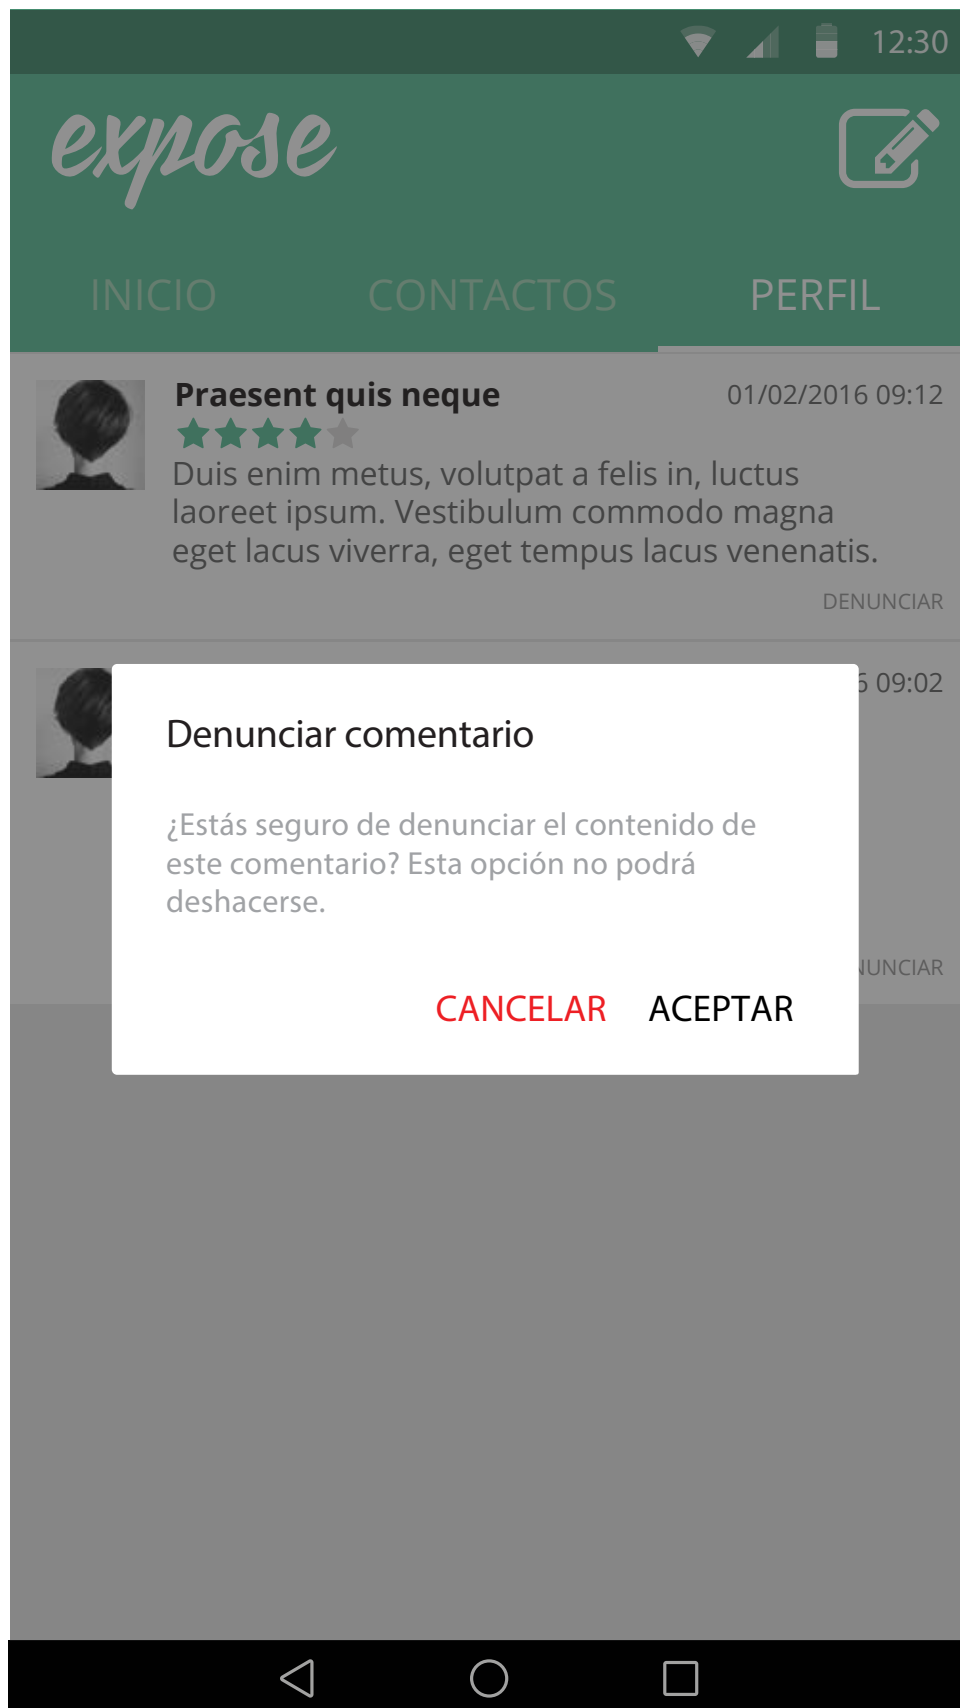 12:30
expose
INICIO CONTACTOS PERFIL
Praesent quis neque 01/02/2016 09:12
Duis enim metus, volutpat a felis in, luctus
laoreet ipsum. Vestibulum commodo magna
eget lacus viverra, eget tempus lacus venenatis.
DENUNCIAR
09:02
Denunciar comentario
¿Estás seguro de denunciar el contenido de
este comentario? Esta opción no podrá
deshacerse.
CANCELAR ACEPTAR